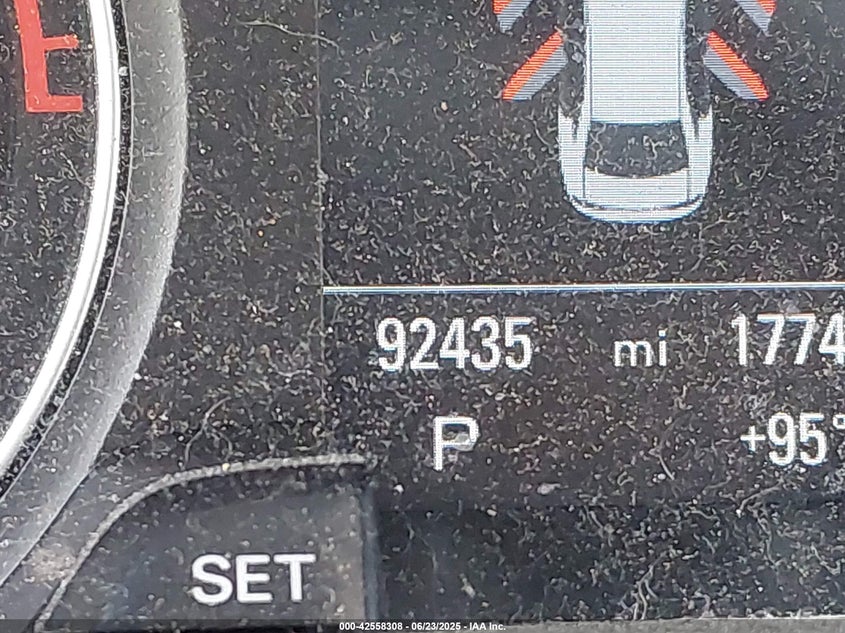 E
92435 mi 1774
P +95°
SET
000-42558308 - 06/23/2025 - IAA Inc.